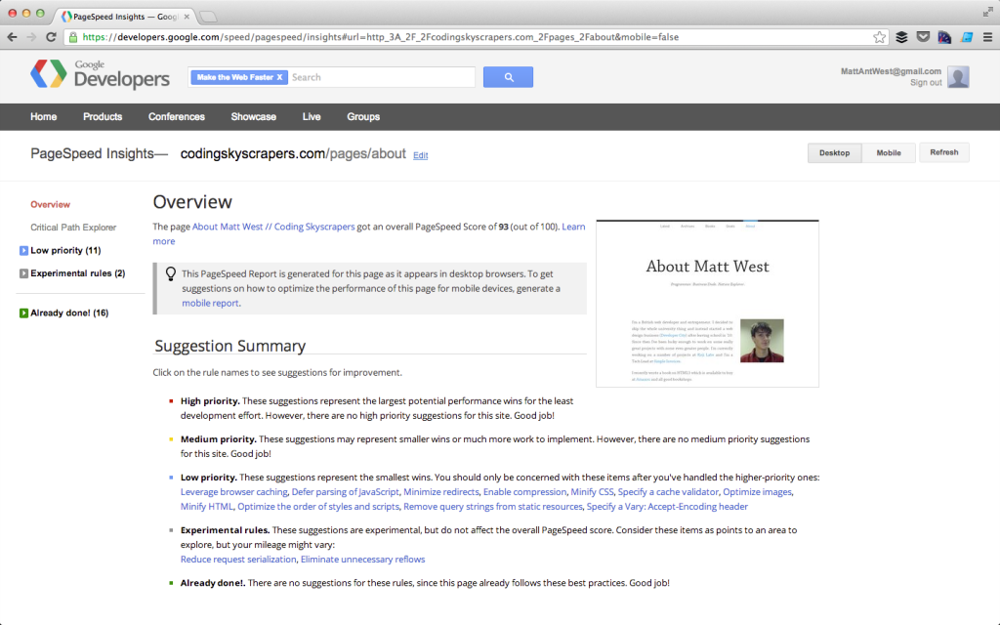 PageSpeed Insights — Goog
https://developers.google.com/speed/pagespeed/insights#url=http_3A_2F_2Fcodingskyscrapers.com_2Fpages_2Fabout&mobile=false
Google
Developers
Make the Web Faster X
Search
MattAntWest@gmail.com
Sign out
Home Products Conferences Showcase Live Groups
PageSpeed Insights— codingskyscrapers.com/pages/about Edit
Desktop Mobile Refresh
Overview
Critical Path Explorer
Low priority (11)
Experimental rules (2)
Already done! (16)
Overview
The page About Matt West // Coding Skyscrapers got an overall PageSpeed Score of 93 (out of 100). Learn
more
This PageSpeed Report is generated for this page as it appears in desktop browsers. To get
suggestions on how to optimize the performance of this page for mobile devices, generate a
mobile report.
About Matt West
Suggestion Summary
Click on the rule names to see suggestions for improvement.
High priority. These suggestions represent the largest potential performance wins for the least
development effort. However, there are no high priority suggestions for this site. Good job!
Medium priority. These suggestions may represent smaller wins or much more work to implement. However, there are no medium priority suggestions
for this site. Good job!
Low priority. These suggestions represent the smallest wins. You should only be concerned with these items after you've handled the higher-priority ones:
Leverage browser caching, Defer parsing of JavaScript, Minimize redirects, Enable compression, Minify CSS, Specify a cache validator, Optimize images,
Minify HTML, Optimize the order of styles and scripts, Remove query strings from static resources, Specify a Vary: Accept-Encoding header
Experimental rules. These suggestions are experimental, but do not affect the overall PageSpeed score. Consider these items as points to an area to
explore, but your mileage might vary:
Reduce request serialization, Eliminate unnecessary reflows
Already done!. There are no suggestions for these rules, since this page already follows these best practices. Good job!